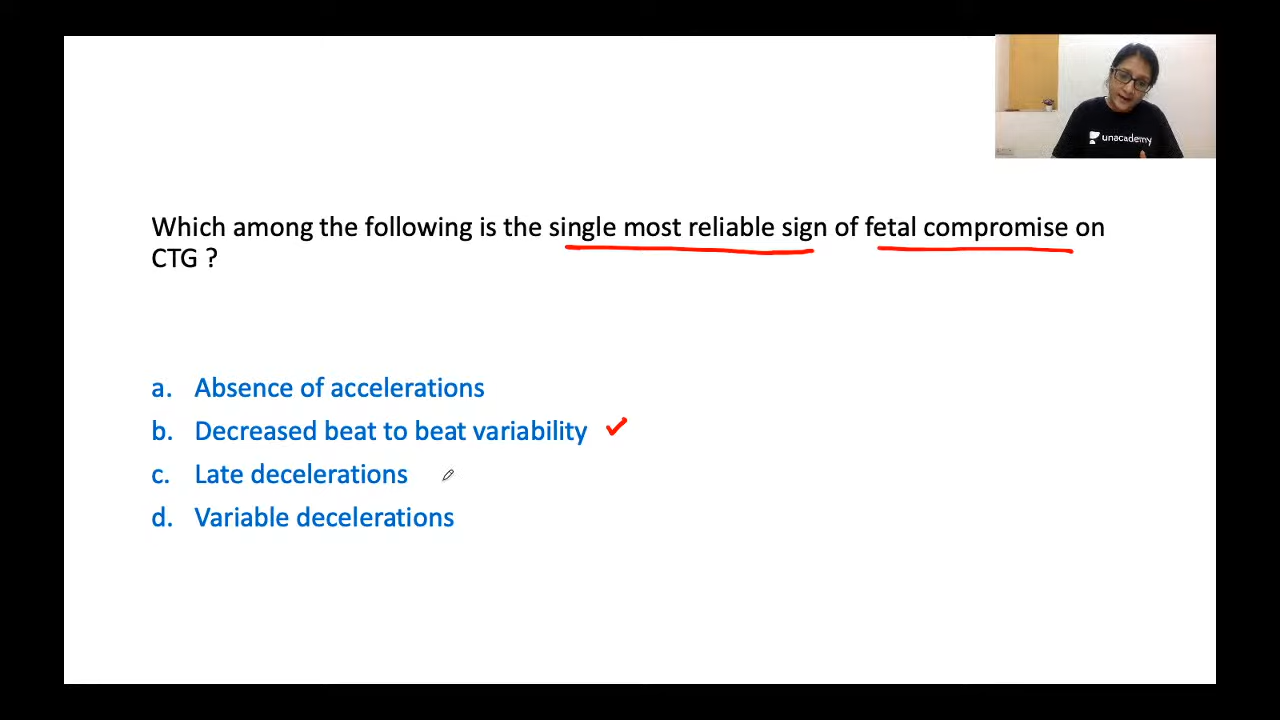 unacademy
Which among the following is the single most reliable sign of fetal compromise on
CTG ?
a. Absence of accelerations
b. Decreased beat to beat variability
c. Late decelerations
d. Variable decelerations